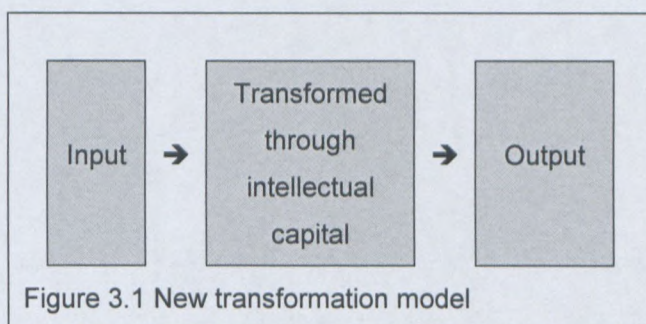 Input
➔
Transformed
through
intellectual
capital
➔
Output
Figure 3.1 New transformation model